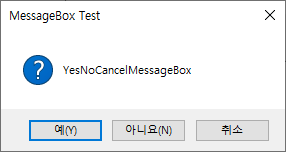 MessageBox Test
YesNoCancelMessageBox
예(Y)
아니요(N)
취소